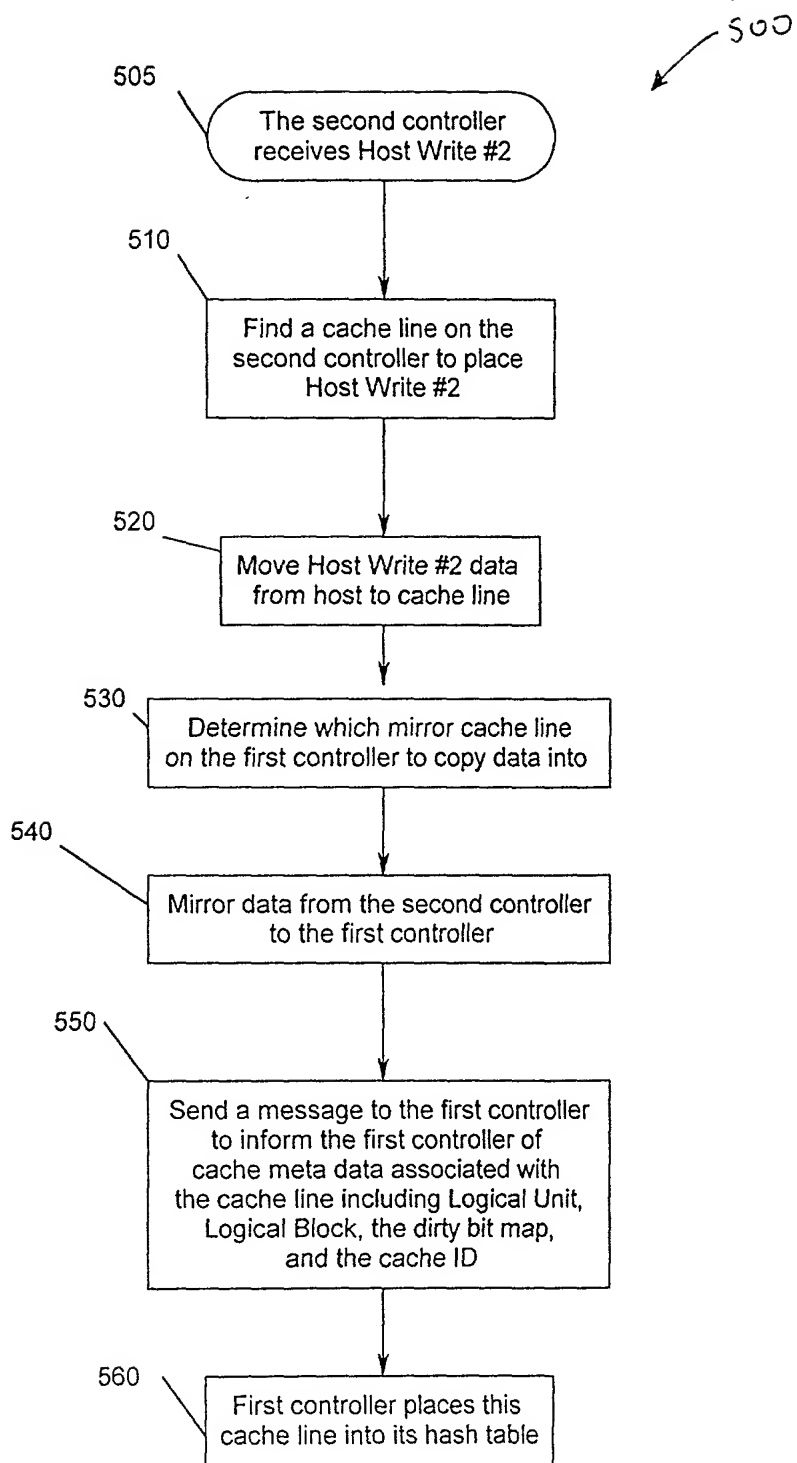 500
505
The second controller
receives Host Write #2
510
Find a cache line on the
second controller to place
Host Write #2
520
Move Host Write #2 data
from host to cache line
530
Determine which mirror cache line
on the first controller to copy data into
540
Mirror data from the second controller
to the first controller
550
Send a message to the first controller
to inform the first controller of
cache meta data associated with
the cache line including Logical Unit,
Logical Block, the dirty bit map,
and the cache ID
560
First controller places this
cache line into its hash table